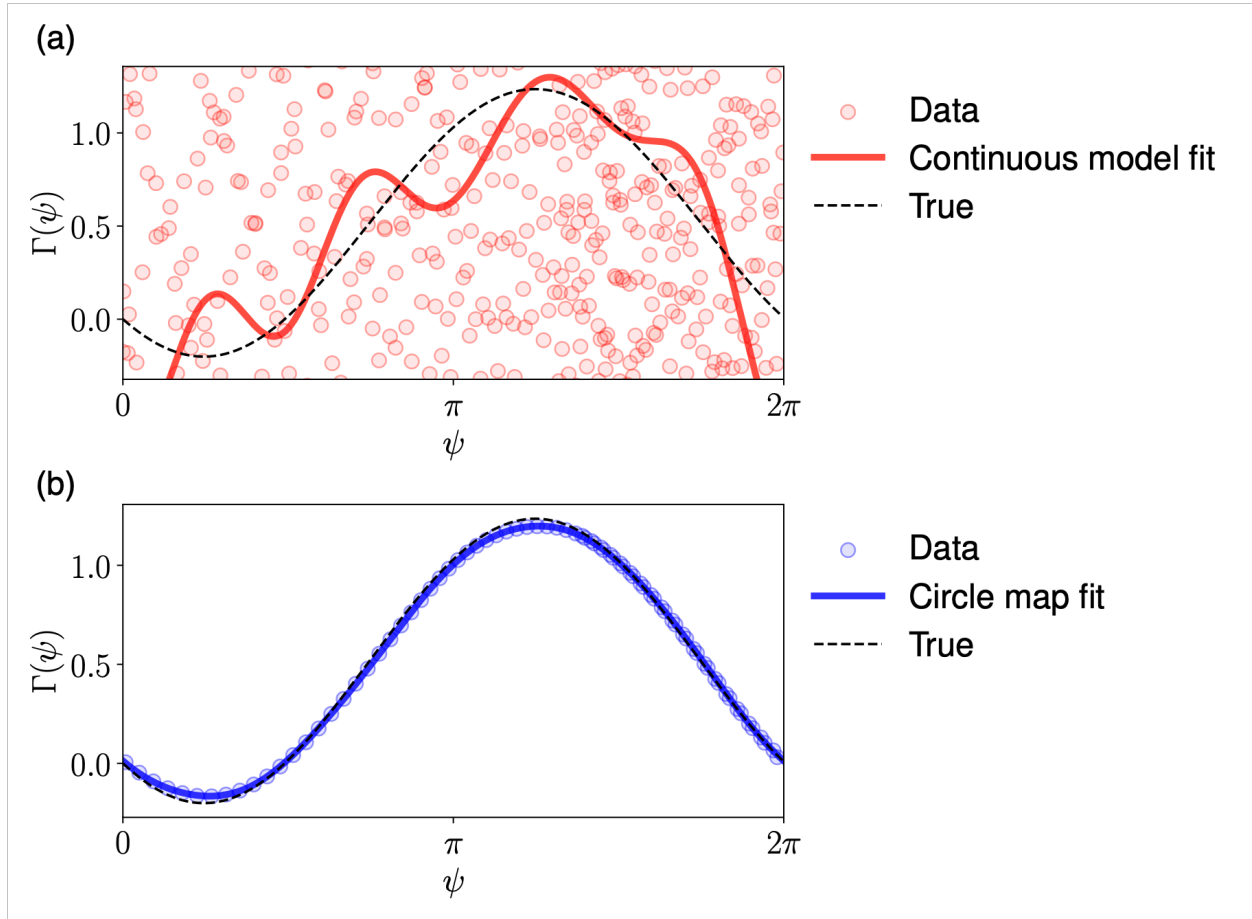 (a)
Γ(ψ)
1.0
0.5
0.0
0
π
2π
ψ
Data
Continuous model fit
True
(b)
Γ(ψ)
1.0
0.5
0.0
0
π
2π
ψ
Data
Circle map fit
True